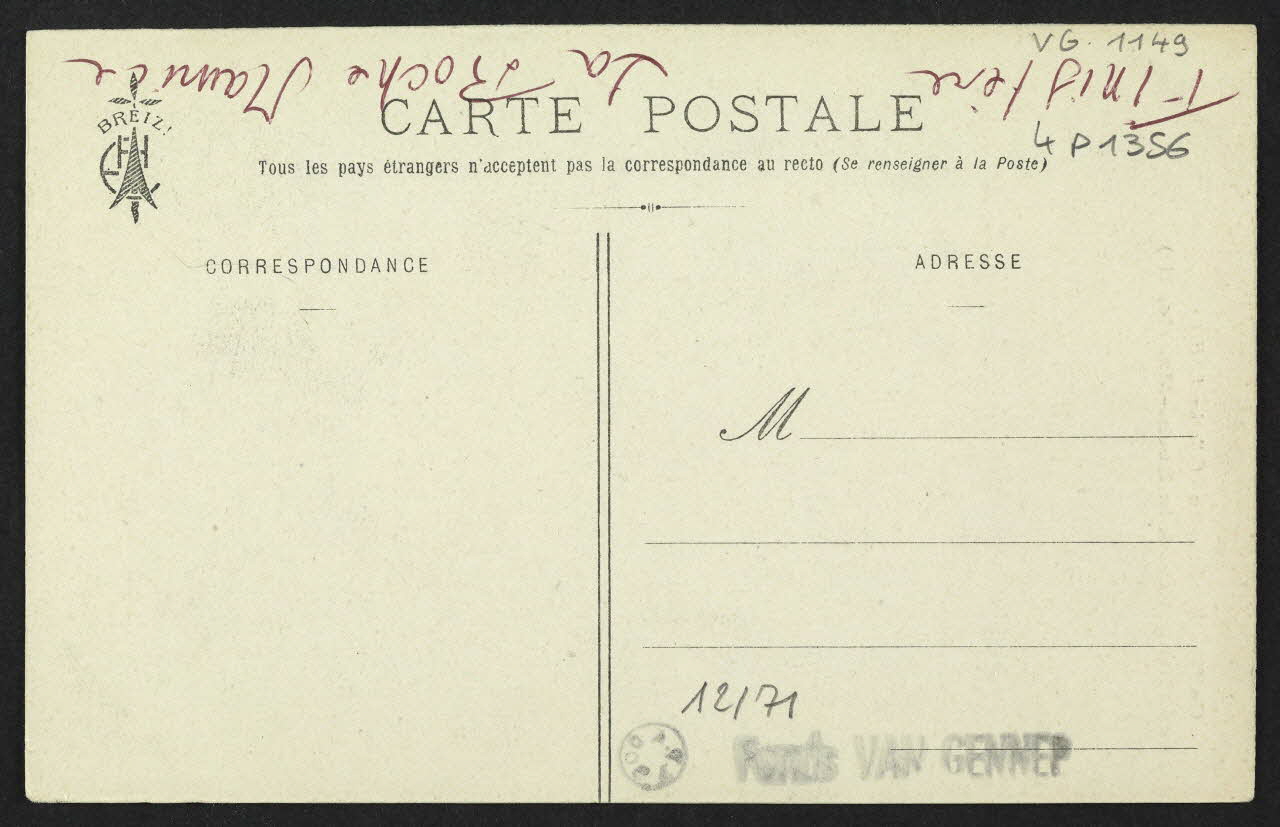 VG. 1149
Finistère La Roche Maurice
BREIZ!
CARTE POSTALE
4 P 1356
Tous les pays étrangers n'acceptent pas la correspondance au recto (Se renseigner à la Poste)
CORRESPONDANCE
ADRESSE
M
12/71
Fonds VAN GENNEP